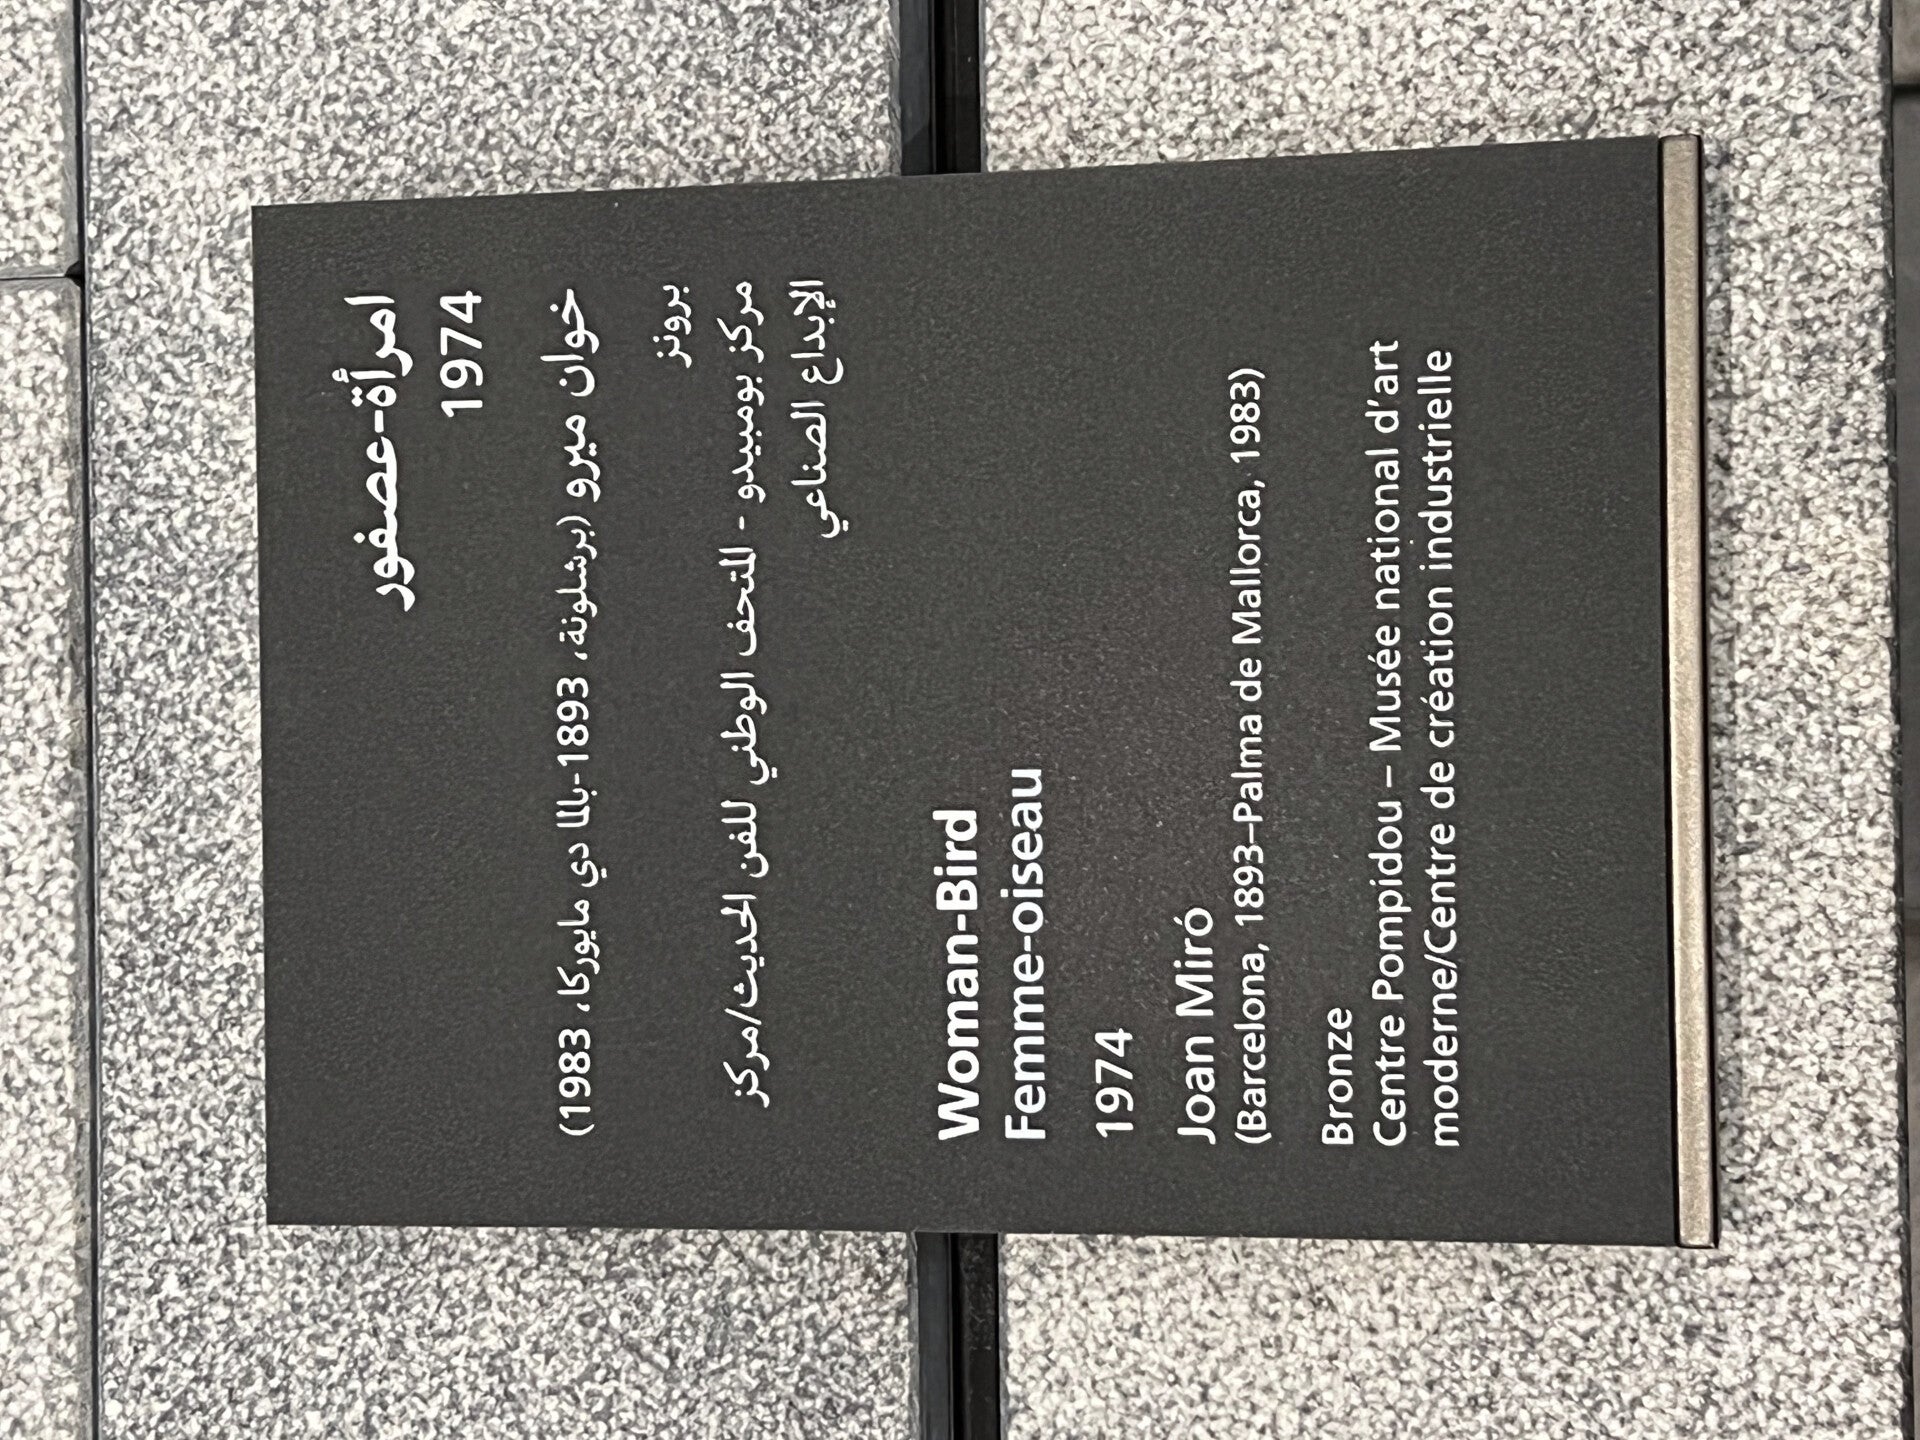 امرأة-عصفور
1974
خوان ميرو (برشلونة، 1893-بالما دي مايوركا، 1983)
برونز
مركز بومبيدو - المتحف الوطني للفن الحديث/مركز
الإبداع الصناعي
Woman-Bird
Femme-oiseau
1974
Joan Miró
(Barcelona, 1893–Palma de Mallorca, 1983)
Bronze
Centre Pompidou – Musée national d’art
moderne/Centre de création industrielle